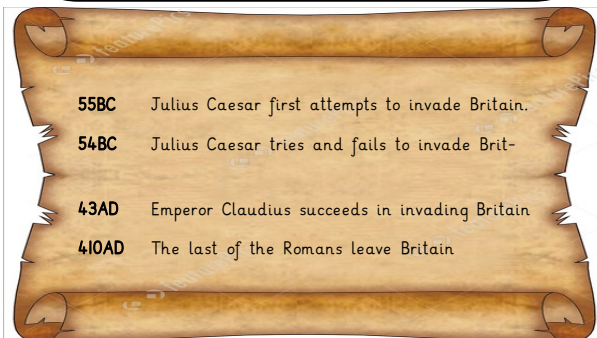 55BC Julius Caesar first attempts to invade Britain.
54BC Julius Caesar tries and fails to invade Brit-
43AD Emperor Claudius succeeds in invading Britain
410AD The last of the Romans leave Britain